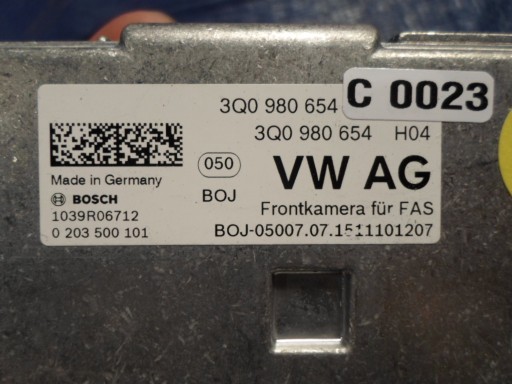 3Q0 980 654
C 0023
3Q0 980 654 H04
050
VW AG
Made in Germany
BOSCH
BOJ
1039R06712
Frontkamera für FAS
0 203 500 101
BOJ-05007.07.1511101207